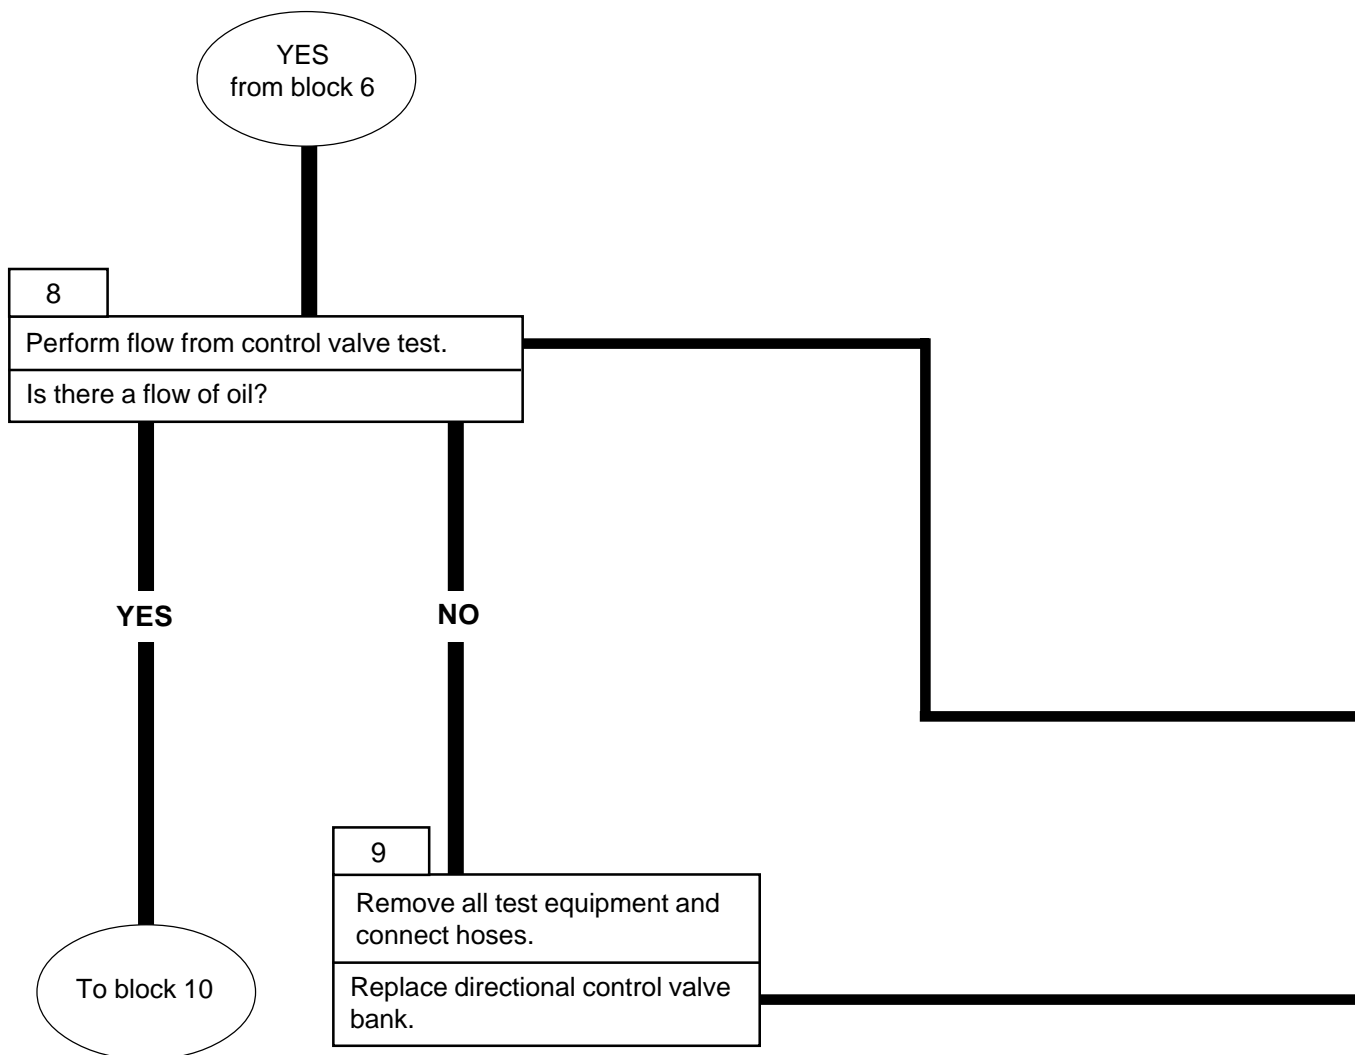 YES
from block 6
8
Perform flow from control valve test.
Is there a flow of oil?
YES
NO
9
Remove all test equipment and
connect hoses.
Replace directional control valve
bank.
To block 10